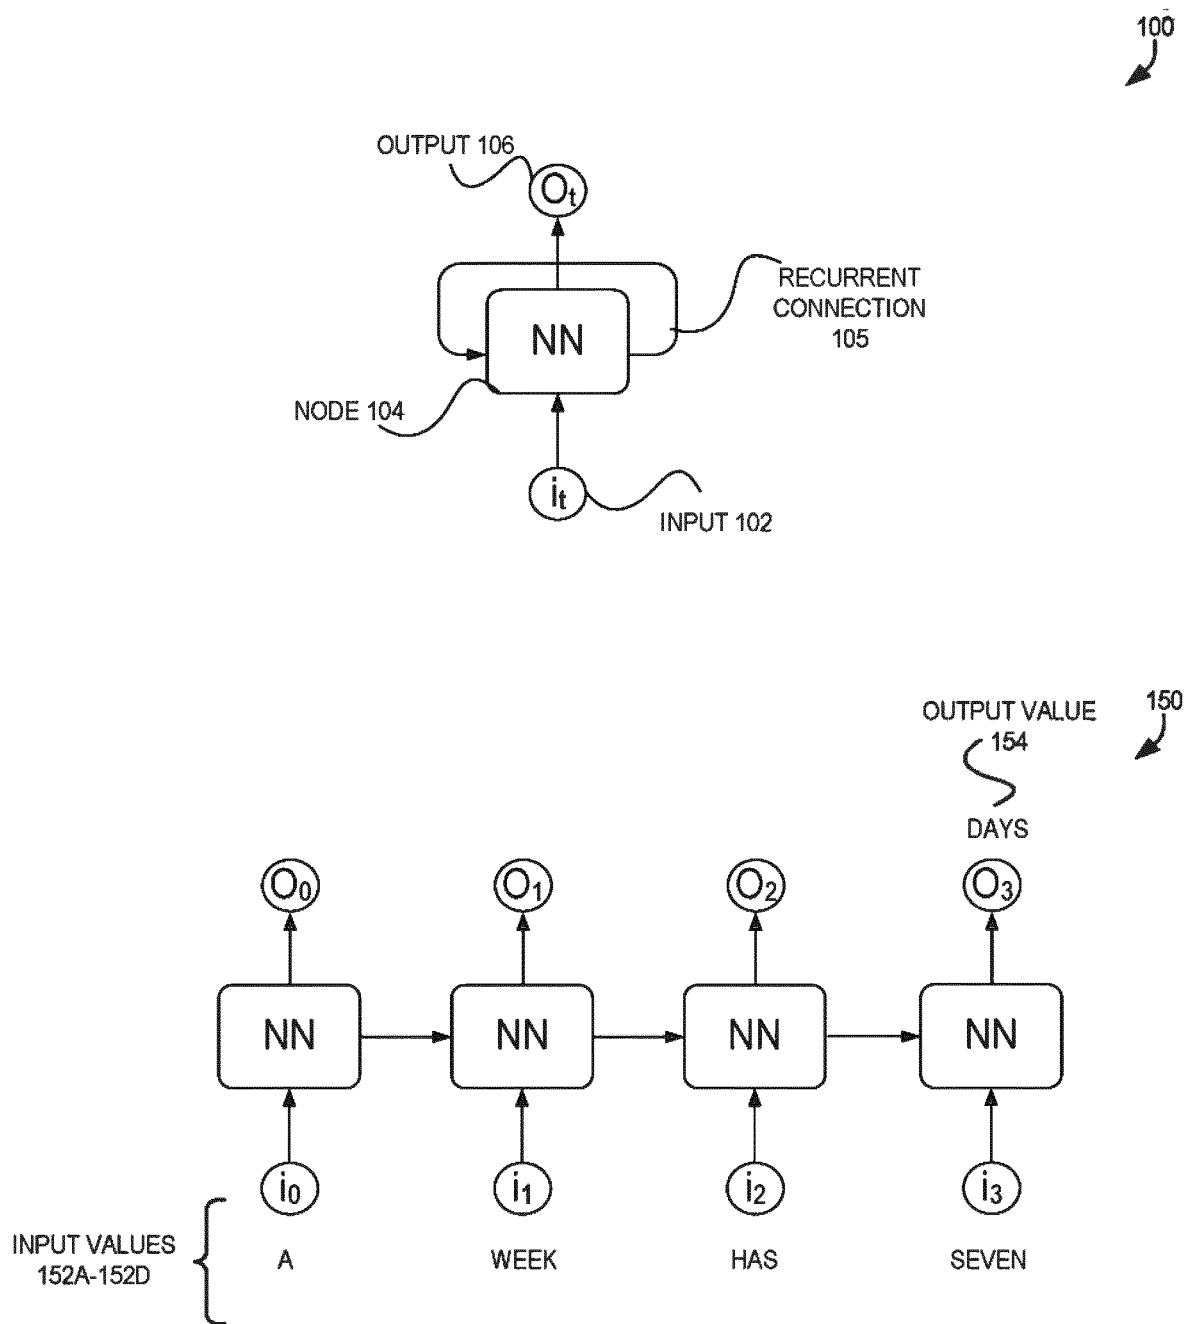 100
OUTPUT 106
Ot
RECURRENT
CONNECTION
105
NN
NODE 104
it
INPUT 102
150
OUTPUT VALUE
154
DAYS
O0 O1 O2 O3
NN NN NN NN
i0 i1 i2 i3
INPUT VALUES
152A-152D
A WEEK HAS SEVEN